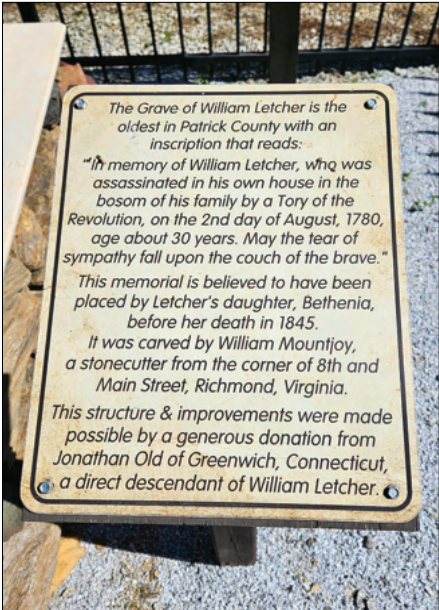 The Grave of William Letcher is the
oldest in Patrick County with an
inscription that reads:
"In memory of William Letcher, who was
assassinated in his own house in the
bosom of his family by a Tory of the
Revolution, on the 2nd day of August, 1780,
age about 30 years. May the tear of
sympathy fall upon the couch of the brave."
This memorial is believed to have been
placed by Letcher's daughter, Bethenia,
before her death in 1845.
It was carved by William Mountjoy,
a stonecutter from the corner of 8th and
Main Street, Richmond, Virginia.
This structure & improvements were made
possible by a generous donation from
Jonathan Old of Greenwich, Connecticut,
a direct descendant of William Letcher.